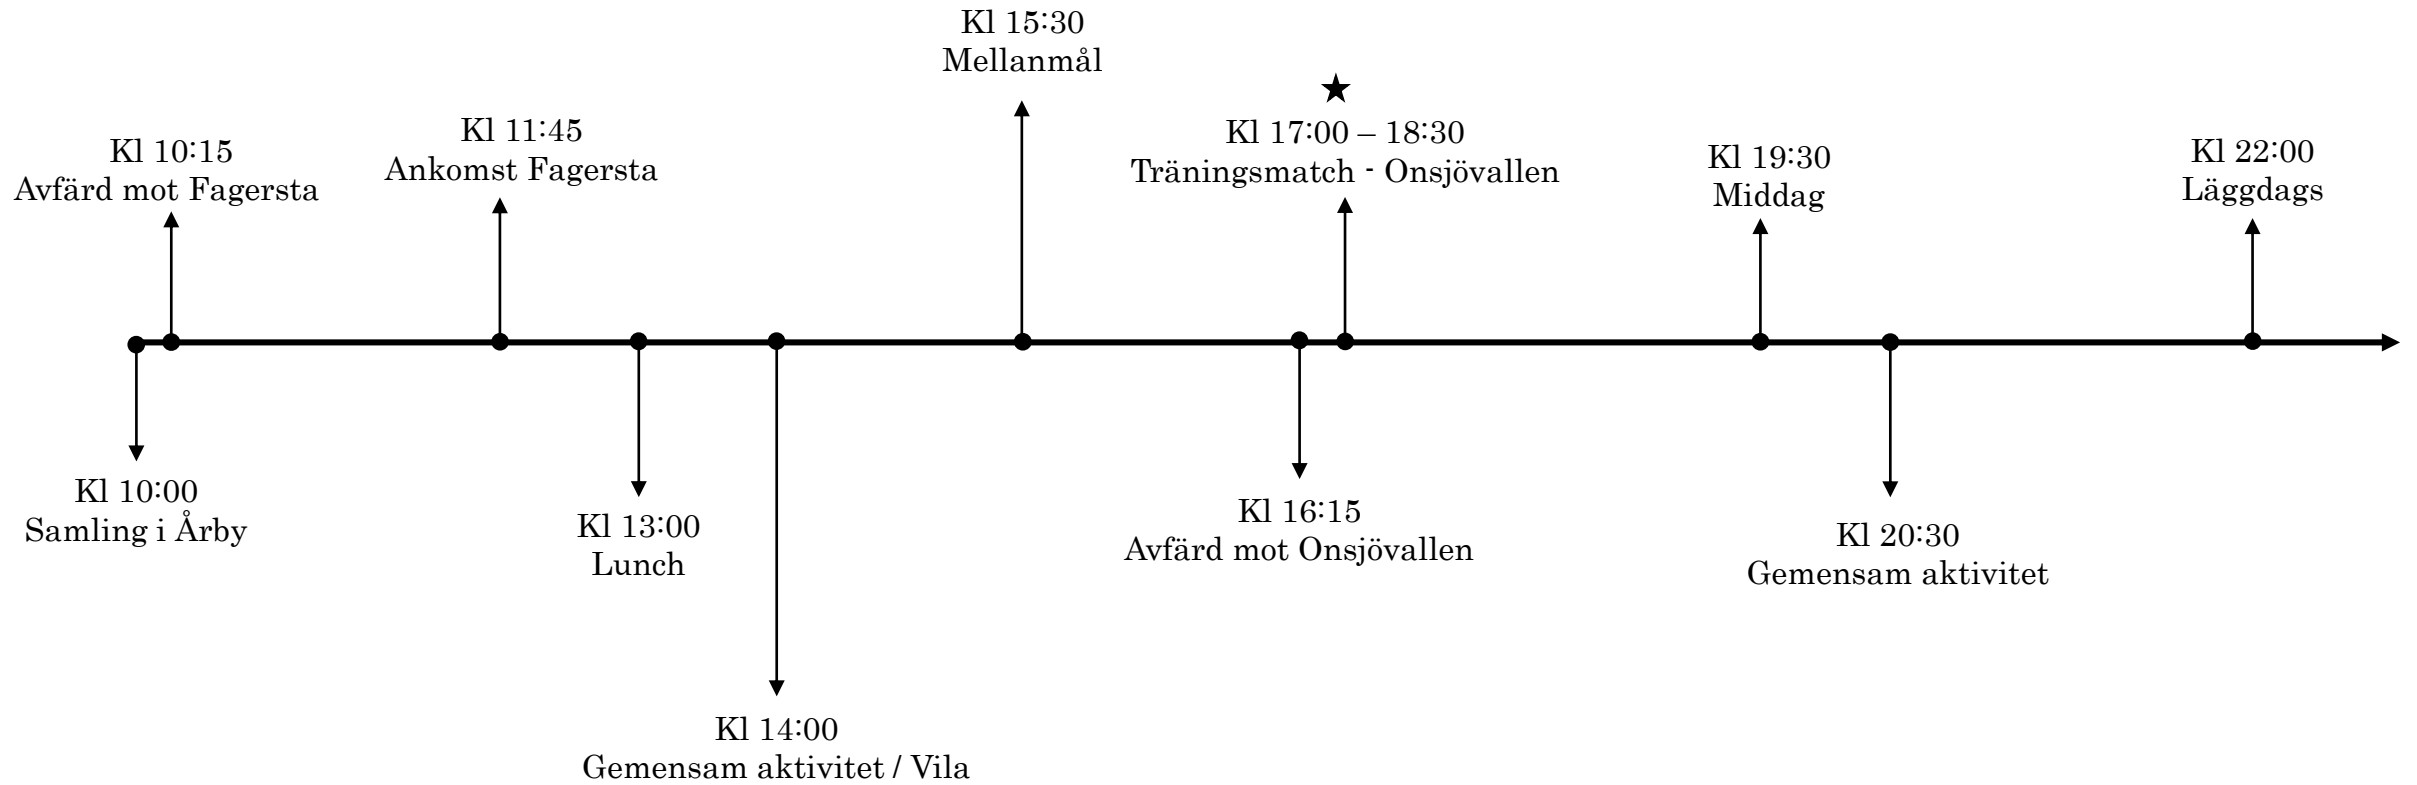 Kl 15:30
Mellanmål
★
Kl 10:15
Avfärd mot Fagersta
Kl 11:45
Ankomst Fagersta
Kl 17:00 – 18:30
Träningsmatch - Onsjövallen
Kl 19:30
Middag
Kl 22:00
Läggdags
Kl 10:00
Samling i Årby
Kl 13:00
Lunch
Kl 14:00
Gemensam aktivitet / Vila
Kl 16:15
Avfärd mot Onsjövallen
Kl 20:30
Gemensam aktivitet